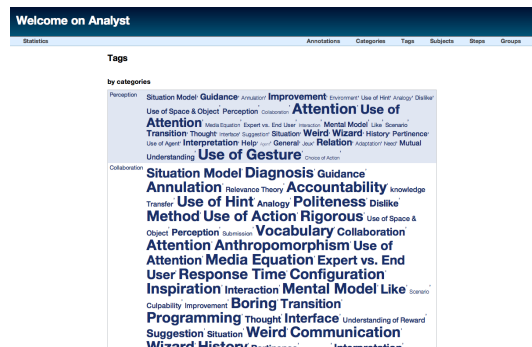 Welcome on Analyst
Statistics Annotations Categories Tags Subjects Steps Groups
Tags
by categories
Perception
Situation Model Guidance Annulation Improvement Environment Use of Hint Analogy Dislike
Use of Space & Object Perception Collaboration Attention Use of
Attention Media Equation Expert vs. End User Interaction Mental Model Like Scenario
Transition Thought Interface Suggestion Situation Weird Wizard History Pertinence
Use of Agent Interpretation Help General Relation Adaptation Need Mutual
Understanding Use of Gesture Choice of Action
Collaboration
Situation Model Diagnosis Guidance
Annulation Relevance Theory Accountability knowledge
Transfer Use of Hint Analogy Politeness Dislike
Method Use of Action Rigorous Use of Space &
Object Perception Submission Vocabulary Collaboration
Attention Anthropomorphism Use of
Attention Media Equation Expert vs. End
User Response Time Configuration
Inspiration Interaction Mental Model Like Scenario
Culpability Improvement Boring Transition
Programming Thought Interface Understanding of Reward
Suggestion Situation Weird Communication
Wizard History Pertinence Interpretation